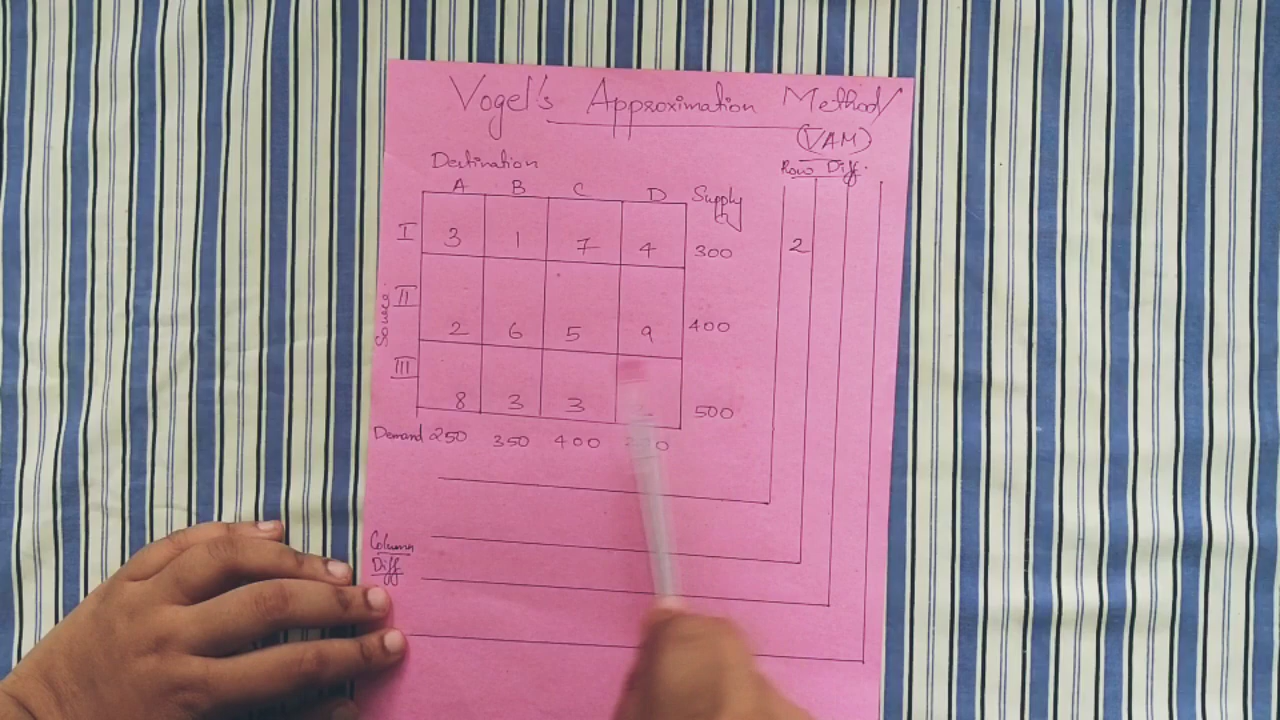 Vogel's Approximation Method
(VAM)
Destination
Row Diff.
A B C D Supply
I 3 1 7 4 300 2
Source
II 2 6 5 9 400
III 8 3 3 500
Demand 250 350 400
Column
Diff